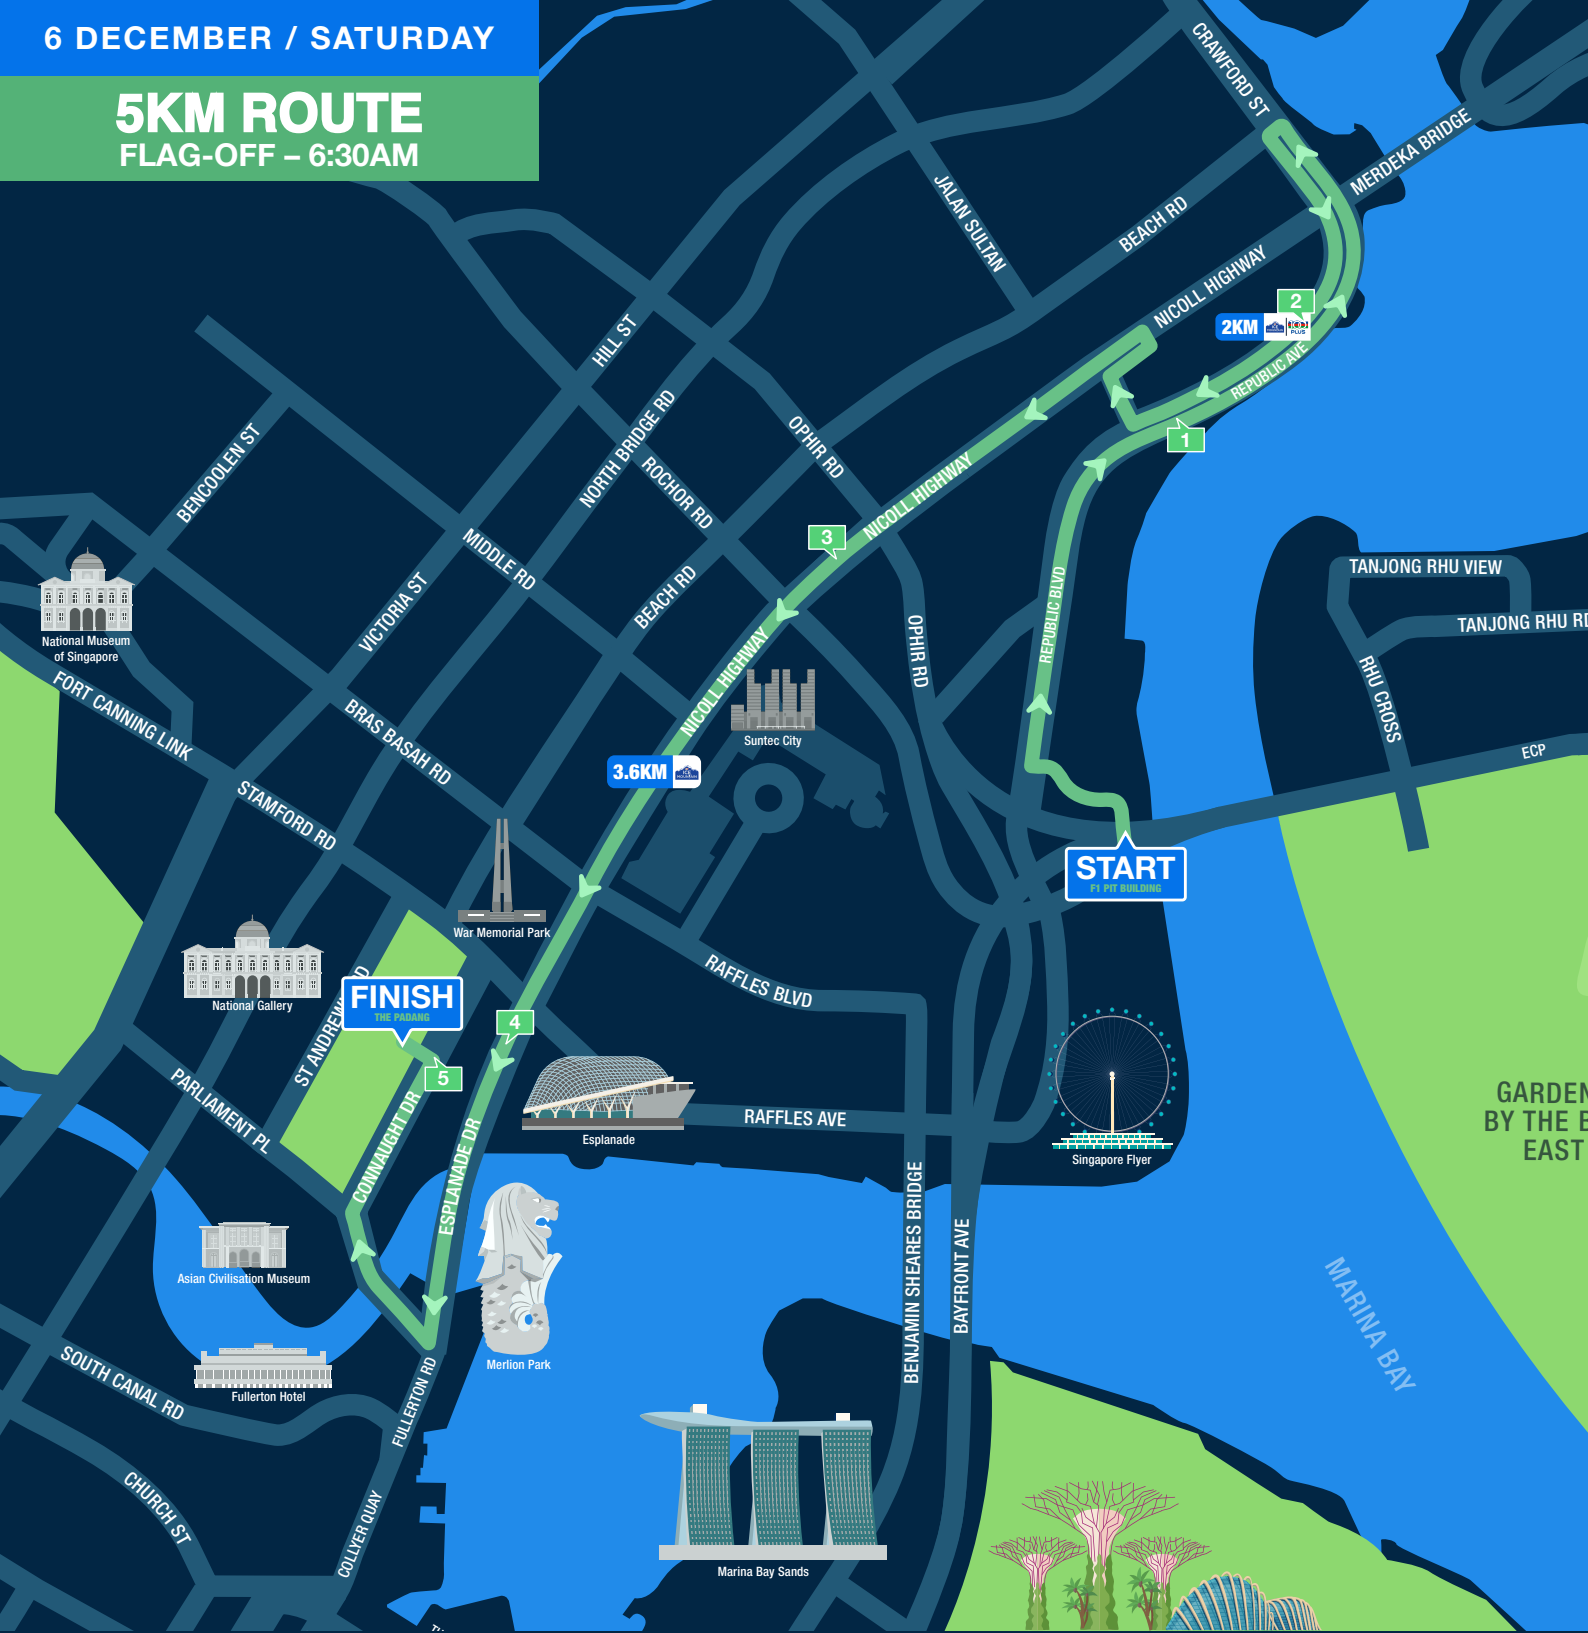 6 DECEMBER / SATURDAY
5KM ROUTE
FLAG-OFF – 6:30AM
CRAWFORD ST
MERDEKA BRIDGE
JALAN SULTAN
BEACH RD
NICOLL HIGHWAY
2
2KM
100
PLUS
REPUBLIC AVE
HILL ST
NORTH BRIDGE RD
OPHIR RD
1
BENCOOLEN ST
ROCHOR RD
NICOLL HIGHWAY
3
MIDDLE RD
BEACH RD
VICTORIA ST
TANJONG RHU VIEW
TANJONG RHU RD
REPUBLIC BLVD
OPHIR RD
RHU CROSS
National Museum
of Singapore
NICOLL HIGHWAY
FORT CANNING LINK
BRAS BASAH RD
Suntec City
ECP
3.6KM
ICE
MOUNTAIN
STAMFORD RD
START
F1 PIT BUILDING
War Memorial Park
RAFFLES BLVD
National Gallery
FINISH
THE PADANG
ST ANDREW
4
5
PARLIAMENT PL
CONNAUGHT DR
ESPLANADE DR
Esplanade
RAFFLES AVE
Singapore Flyer
GARDEN
BY THE B
EAST
Asian Civilisation Museum
BENJAMIN SHEARES BRIDGE
BAYFRONT AVE
MARINA BAY
Merlion Park
SOUTH CANAL RD
Fullerton Hotel
FULLERTON RD
CHURCH ST
COLLYER QUAY
Marina Bay Sands